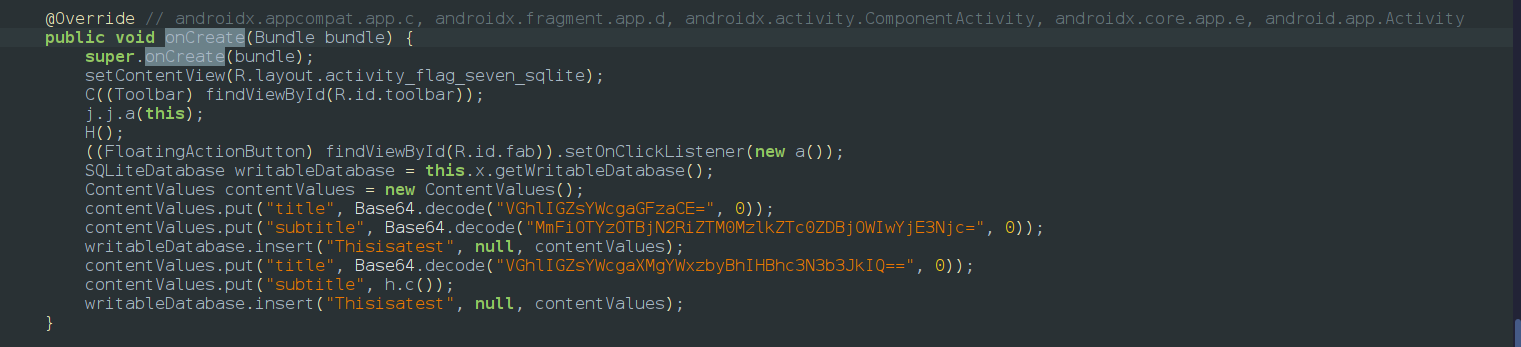 @Override // androidx.appcompat.app.c, androidx.fragment.app.d, androidx.activity.ComponentActivity, androidx.core.app.e, android.app.Activity
public void onCreate(Bundle bundle) {
super.onCreate(bundle);
setContentView(R.layout.activity_flag_seven_sqlite);
C((Toolbar) findViewById(R.id.toolbar));
j.j.a(this);
H();
((FloatingActionButton) findViewById(R.id.fab)).setOnClickListener(new a());
SQLiteDatabase writableDatabase = this.x.getWritableDatabase();
ContentValues contentValues = new ContentValues();
contentValues.put("title", Base64.decode("VGhlIGZsYWcgaGFzaCE=", 0));
contentValues.put("subtitle", Base64.decode("MmFiOTYzOTBjN2RiZTM0MzlkZTc0ZDBjOWIwYjE3Njc=", 0));
writableDatabase.insert("Thisisatest", null, contentValues);
contentValues.put("title", Base64.decode("VGhlIGZsYWcgaXMgYWxzbyBhIHBhc3N3b3JkIQ==", 0));
contentValues.put("subtitle", h.c());
writableDatabase.insert("Thisisatest", null, contentValues);
}